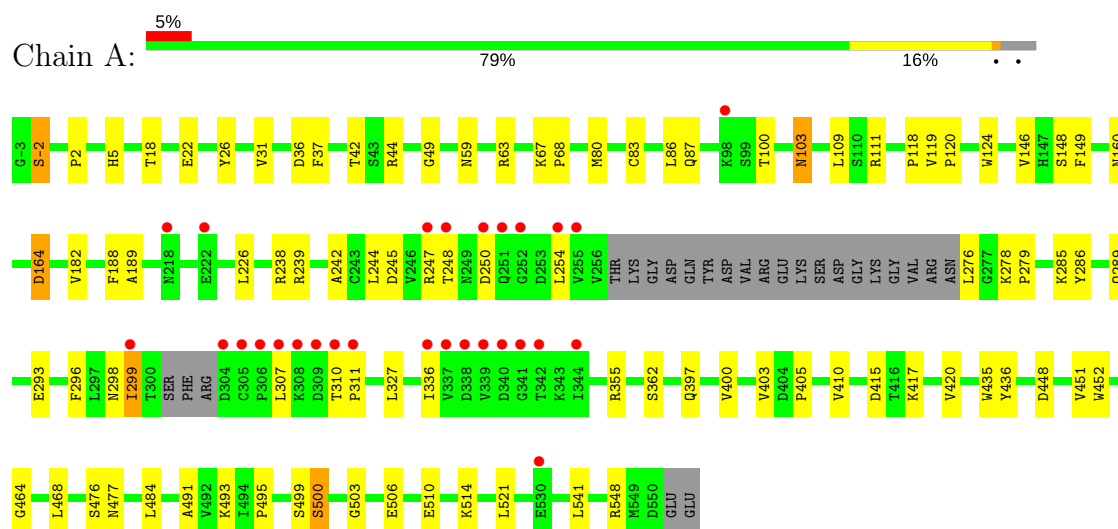 5%
Chain A:
79% 16% • •
G-3 S-2 P2 H5 T18 E22 Y26 V31 D36 F37 T42 S43 R44 G49 N59 R63 K67 P68 M80 C83 L86 Q87 K98 S99 T100 N103 L109 S110 R111 P118 V119 P120 W124 V146 H147 S148 F149 N160
D164 V182 F188 A189 N218 E222 L226 R238 R239 A242 C243 L244 D245 V246 R247 T248 N249 D250 Q251 G252 D253 L254 V255 V256 THR LYS GLY ASP GLN TYR ASP VAL ARG GLU LYS SER ASP GLY LYS GLY VAL ARG ASN L276 G277 K278 P279 K285 Y286
E293 F296 L297 N298 I299 T300 SER PHE ARG D304 C305 P306 L307 K308 D309 T310 P311 L327 I336 V337 D338 V339 D340 G341 T342 K343 I344 R355 S362 Q397 V400 V403 D404 P405 V410 D415 T416 K417 V420 W435 Y436 D448 V451 W452
G464 L468 S476 N477 L484 A491 V492 K493 I494 P495 S499 S500 G503 E506 E510 K514 L521 E530 L541 R548 M549 D550 GLU GLU